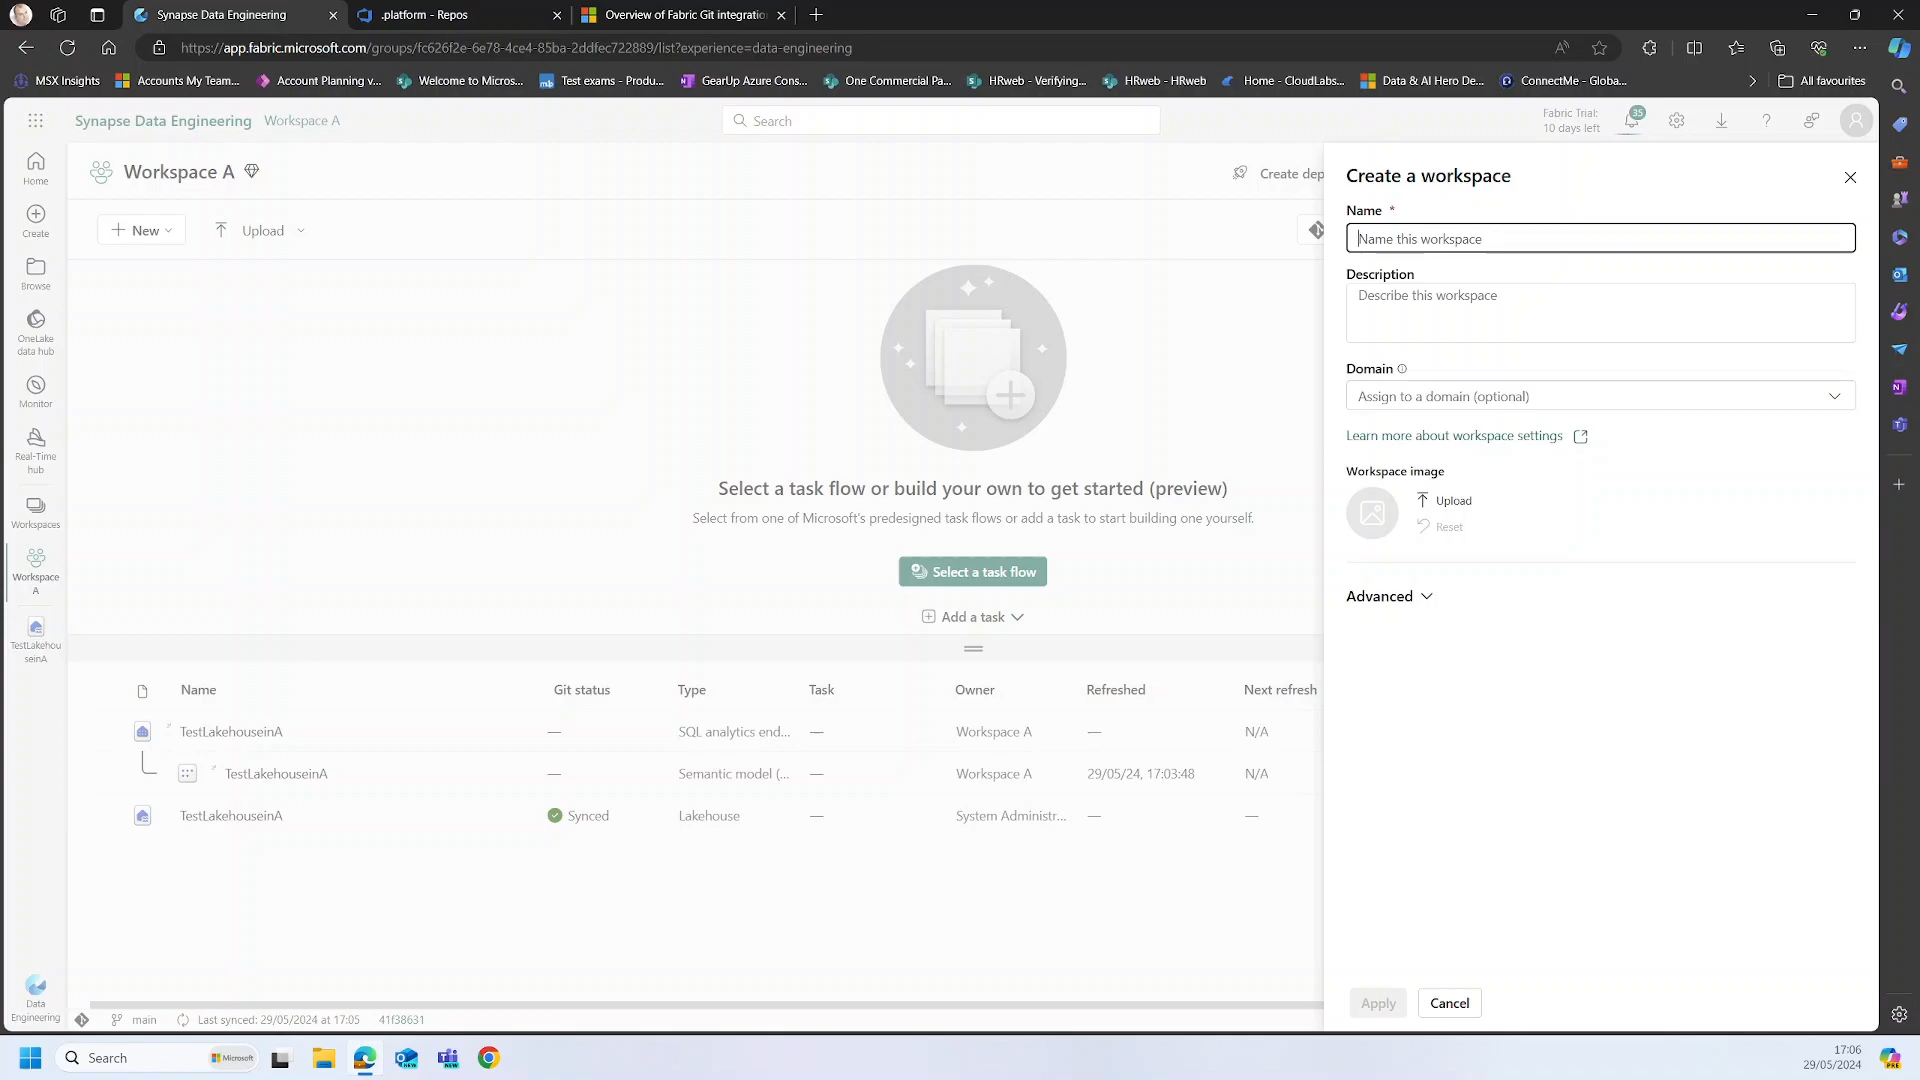 Synapse Data Engineering
.platform - Repos
Overview of Fabric Git integratio
https://app.fabric.microsoft.com/groups/fc626f2e-6e78-4ce4-85ba-2ddfec722889/list?experience=data-engineering
MSX Insights
Accounts My Team...
Account Planning v...
Welcome to Micros...
Test exams - Produ...
GearUp Azure Cons...
One Commercial Pa...
HRweb - Verifying...
HRweb - HRweb
Home - CloudLabs...
Data & AI Hero De...
ConnectMe - Globa...
All favourites
Synapse Data Engineering
Workspace A
Search
Fabric Trial:
10 days left
35
Home
Create
Browse
OneLake
data hub
Monitor
Real-Time
hub
Workspaces
Workspace
A
TestLakehou
seinA
Data
Engineering
Workspace A
Create dep
New
Upload
Select a task flow or build your own to get started (preview)
Select from one of Microsoft's predesigned task flows or add a task to start building one yourself.
Select a task flow
Add a task
Name
Git status
Type
Task
Owner
Refreshed
Next refresh
TestLakehouseinA
—
SQL analytics end...
—
Workspace A
—
N/A
TestLakehouseinA
—
Semantic model (...
—
Workspace A
29/05/24, 17:03:48
N/A
TestLakehouseinA
Synced
Lakehouse
—
System Administr...
—
—
main
Last synced: 29/05/2024 at 17:05
41f38631
Create a workspace
Name *
Name this workspace
Description
Describe this workspace
Domain
Assign to a domain (optional)
Learn more about workspace settings
Workspace image
Upload
Reset
Advanced
Apply
Cancel
Search
Microsoft
NEW
NEW
17:06
29/05/2024
PRE